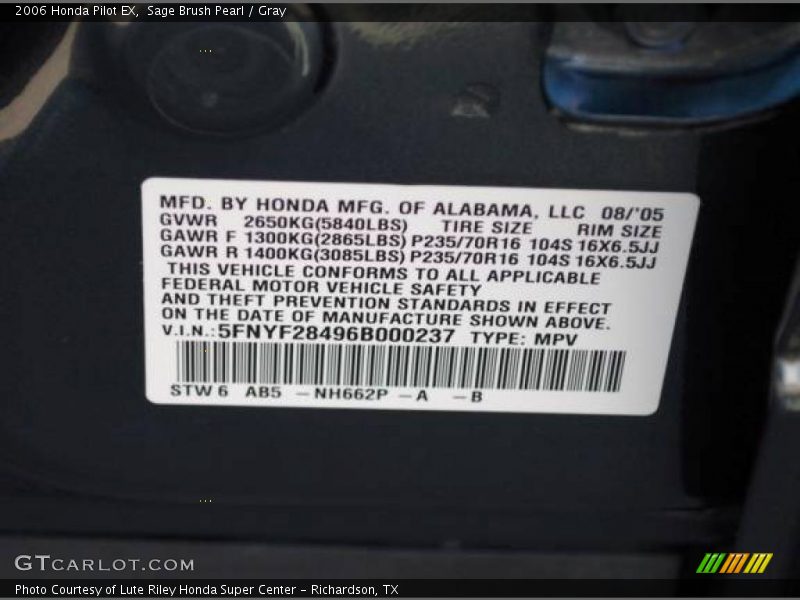 2006 Honda Pilot EX, Sage Brush Pearl / Gray
MFD. BY HONDA MFG. OF ALABAMA, LLC 08/'05
GVWR 2650KG(5840LBS) TIRE SIZE RIM SIZE
GAWR F 1300KG(2865LBS) P235/70R16 104S 16X6.5JJ
GAWR R 1400KG(3085LBS) P235/70R16 104S 16X6.5JJ
THIS VEHICLE CONFORMS TO ALL APPLICABLE
FEDERAL MOTOR VEHICLE SAFETY
AND THEFT PREVENTION STANDARDS IN EFFECT
ON THE DATE OF MANUFACTURE SHOWN ABOVE.
V.I.N.: 5FNYF28496B000237 TYPE: MPV
STW 6 AB5 – NH662P – A – B
GTCARLOT.COM
Photo Courtesy of Lute Riley Honda Super Center – Richardson, TX